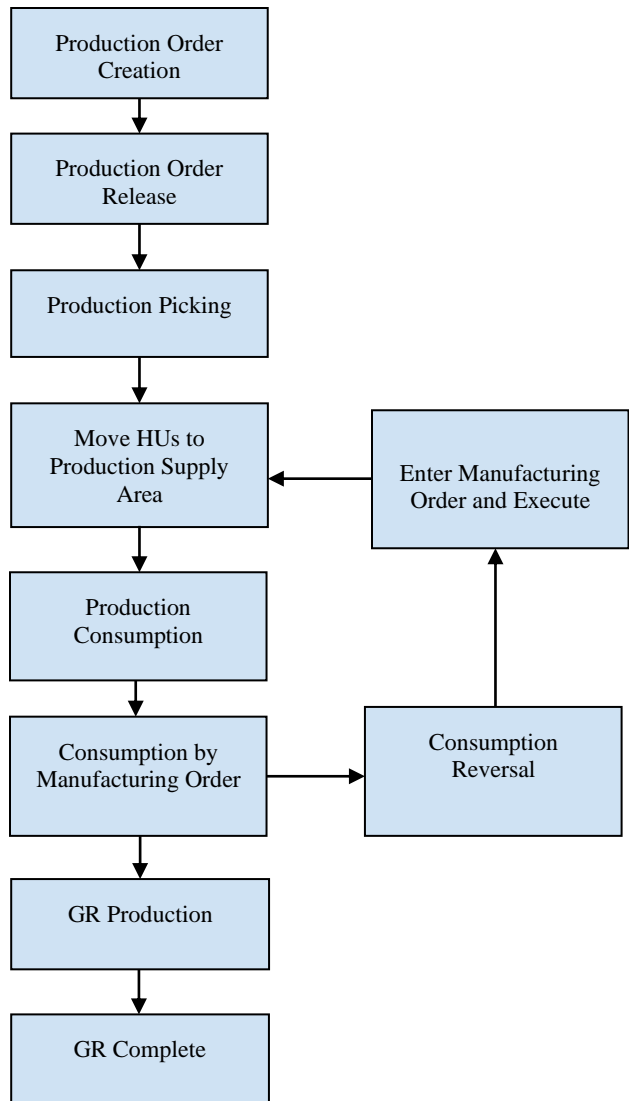 Production Order
Creation
Production Order
Release
Production Picking
Move HUs to
Production Supply
Area
Enter Manufacturing
Order and Execute
Production
Consumption
Consumption by
Manufacturing Order
Consumption
Reversal
GR Production
GR Complete